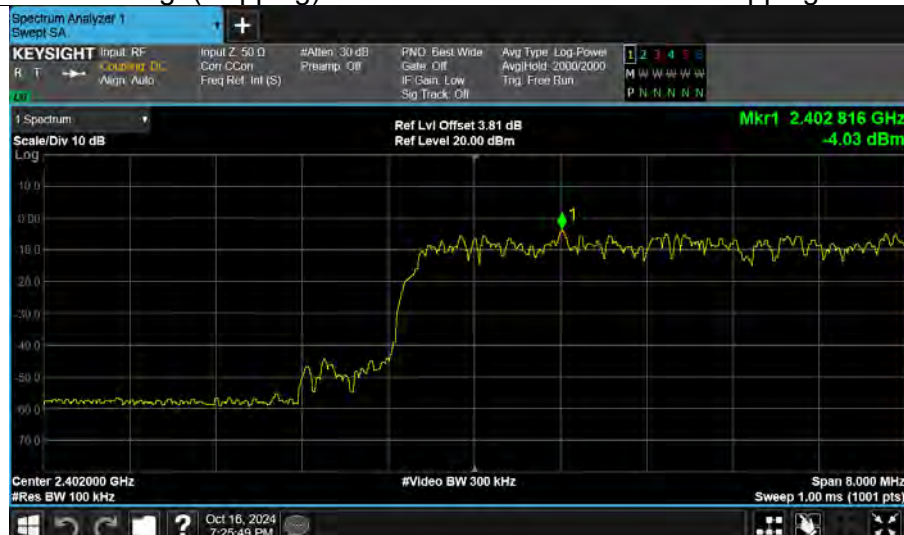 Spectrum Analyzer 1
Swept SA
+
KEYSIGHT
R T
Input: RF
Coupling: DC
Align: Auto
Input Z: 50 Ω
Corr CCorr
Freq Ref: Int (S)
#Atten: 30 dB
Preamp: Off
PNO: Best Wide
Gate: Off
IF Gain: Low
Sig Track: Off
Avg Type: Log-Power
Avg|Hold: 2000/2000
Trig: Free Run
1 2 3 4 5 6
M W W W W W
P N N N N N
1 Spectrum
Scale/Div 10 dB
Ref Lvl Offset 3.81 dB
Ref Level 20.00 dBm
Mkr1 2.402 816 GHz
-4.03 dBm
Log
10.0
0.00
-10.0
-20.0
-30.0
-40.0
-50.0
-60.0
-70.0
1
Center 2.402000 GHz
#Res BW 100 kHz
#Video BW 300 kHz
Span 8.000 MHz
Sweep 1.00 ms (1001 pts)
?
Oct 16, 2024
7:25:49 PM